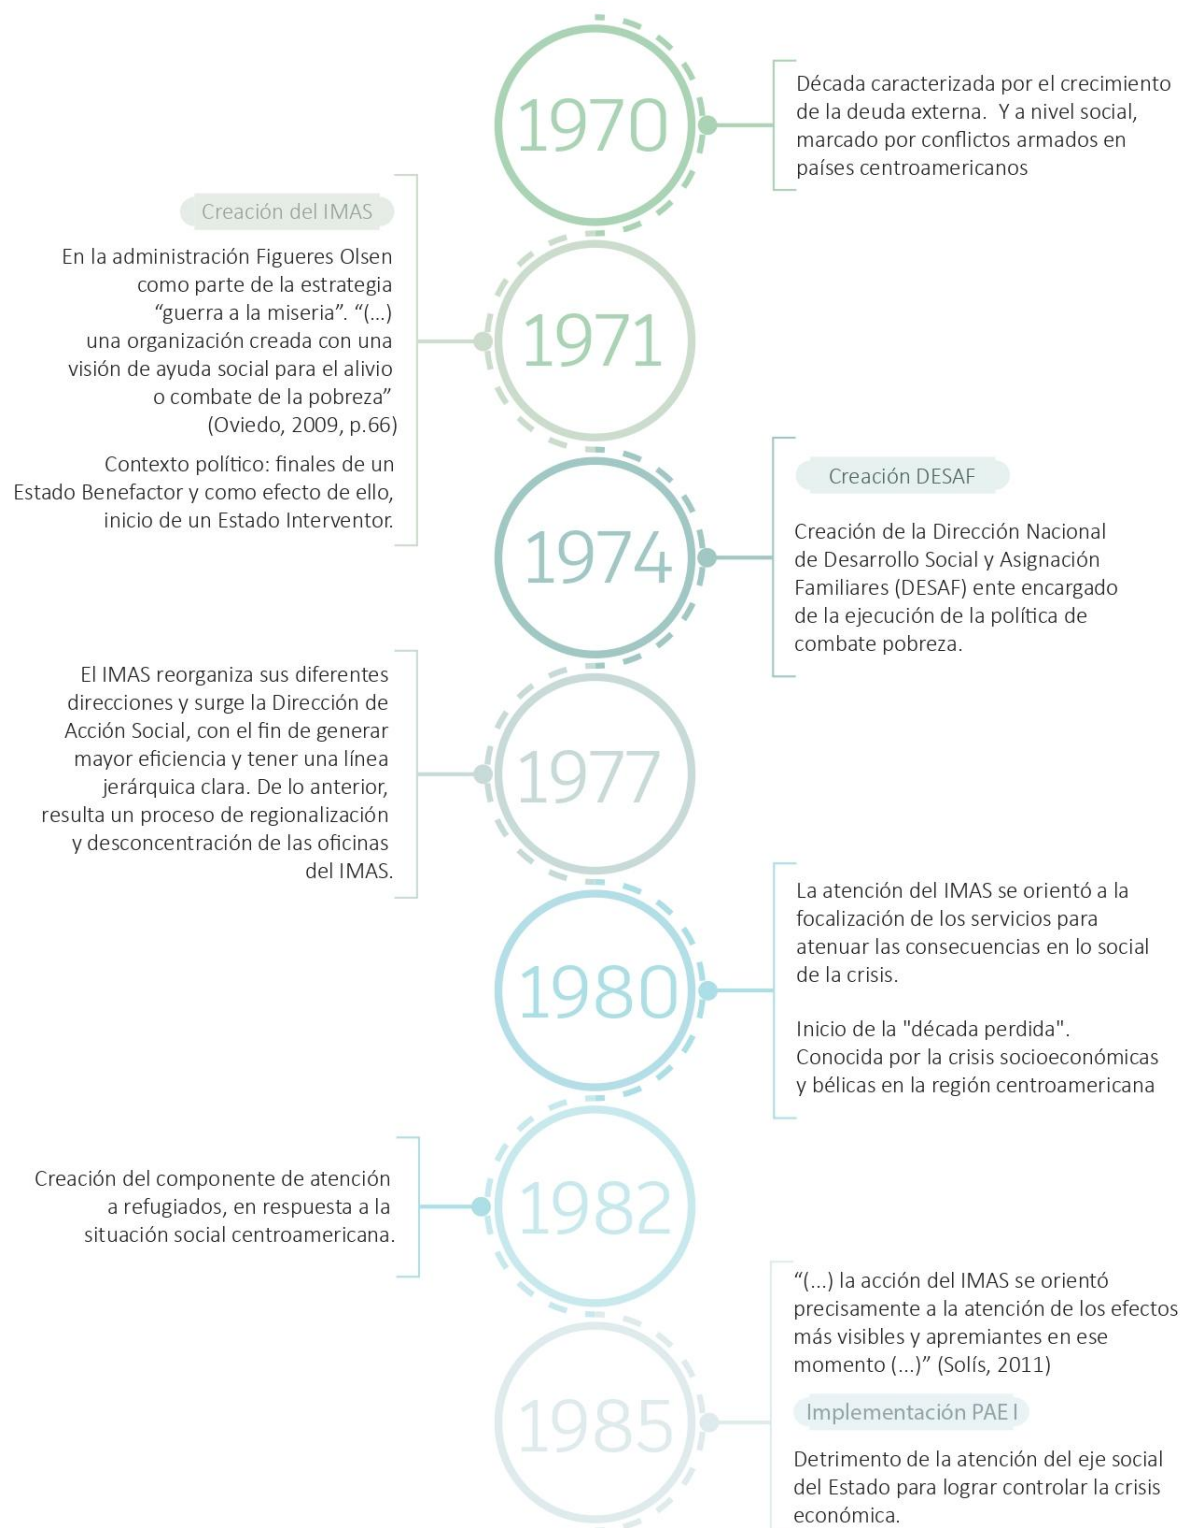 1970
Década caracterizada por el crecimiento
de la deuda externa.  Y a nivel social,
marcado por conflictos armados en
países centroamericanos
1971
Creación del IMAS
En la administración Figueres Olsen
como parte de la estrategia
“guerra a la miseria”. “(...)
una organización creada con una
visión de ayuda social para el alivio
o combate de la pobreza”
(Oviedo, 2009, p.66)
Contexto político: finales de un
Estado Benefactor y como efecto de ello,
inicio de un Estado Interventor.
1974
Creación DESAF
Creación de la Dirección Nacional
de Desarrollo Social y Asignación
Familiares (DESAF) ente encargado
de la ejecución de la política de
combate pobreza.
1977
El IMAS reorganiza sus diferentes
direcciones y surge la Dirección de
Acción Social, con el fin de generar
mayor eficiencia y tener una línea
jerárquica clara. De lo anterior,
resulta un proceso de regionalización
y desconcentración de las oficinas
del IMAS.
1980
La atención del IMAS se orientó a la
focalización de los servicios para
atenuar las consecuencias en lo social
de la crisis.
Inicio de la "década perdida".
Conocida por la crisis socioeconómicas
y bélicas en la región centroamericana
1982
Creación del componente de atención
a refugiados, en respuesta a la
situación social centroamericana.
1985
“(...) la acción del IMAS se orientó
precisamente a la atención de los efectos
más visibles y apremiantes en ese
momento (...)” (Solís, 2011)
Implementación PAE I
Detrimento de la atención del eje social
del Estado para lograr controlar la crisis
económica.